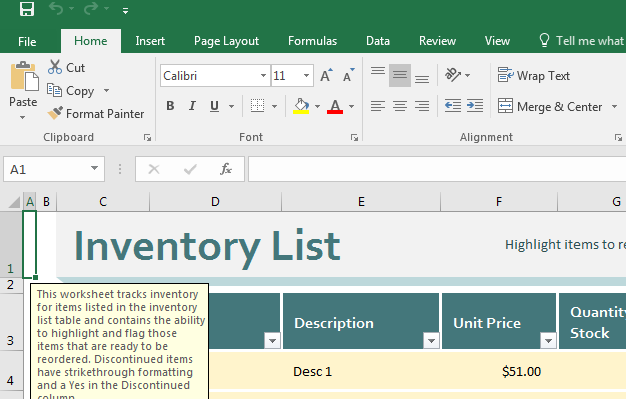 File Home Insert Page Layout Formulas Data Review View Tell me what
Cut
Copy
Format Painter
Paste
Clipboard
Calibri 11 A A
B I U A
Font
Wrap Text
Merge & Center
Alignment
A1 fx
A B C D E F G
1
Inventory List
Highlight items to re
2
3
Description
Unit Price
Quantity
Stock
4
Desc 1
$51.00
This worksheet tracks inventory
for items listed in the inventory
list table and contains the ability
to highlight and flag those
items that are ready to be
reordered. Discontinued items
have strikethrough formatting
and a Yes in the Discontinued
column